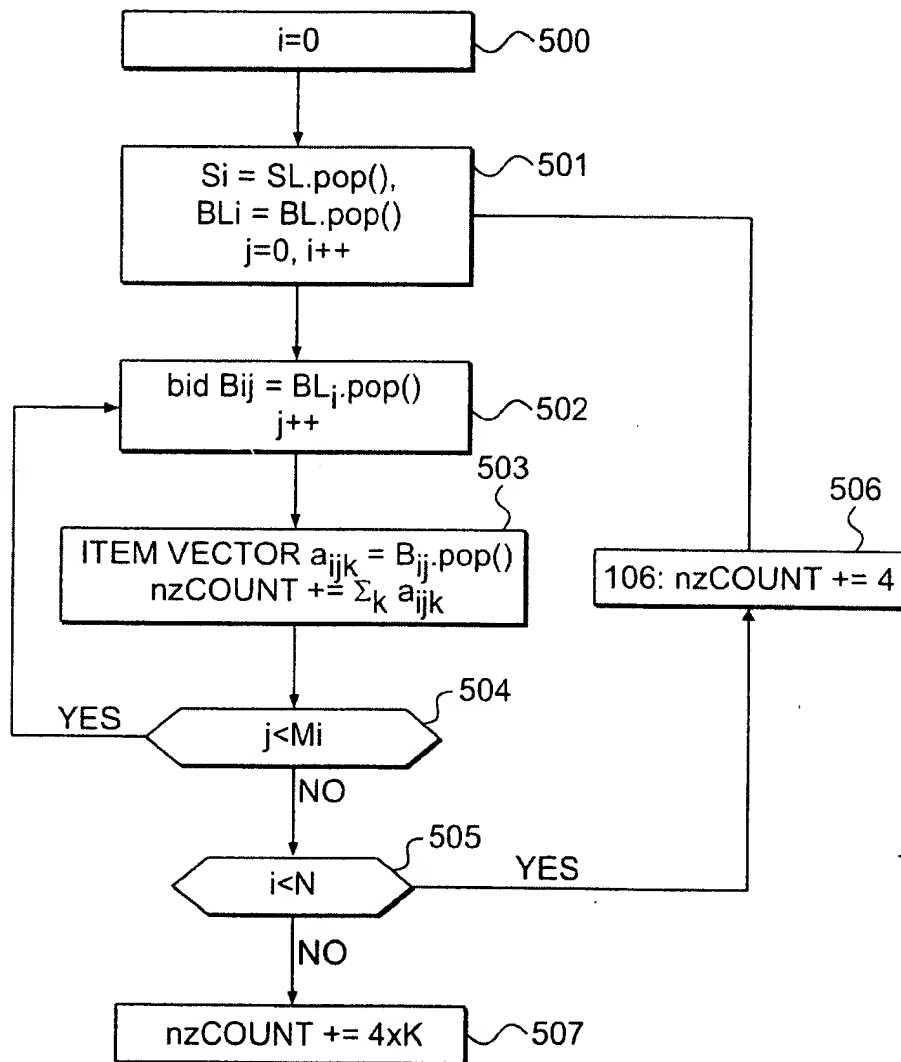 i=0
500
Si = SL.pop(),
BLi = BL.pop()
j=0, i++
501
bid Bij = BLi.pop()
j++
502
503
ITEM VECTOR aijk = Bij.pop()
nzCOUNT += Σk aijk
506
106: nzCOUNT += 4
504
YES
j<Mi
NO
505
i<N
YES
NO
nzCOUNT += 4xK
507